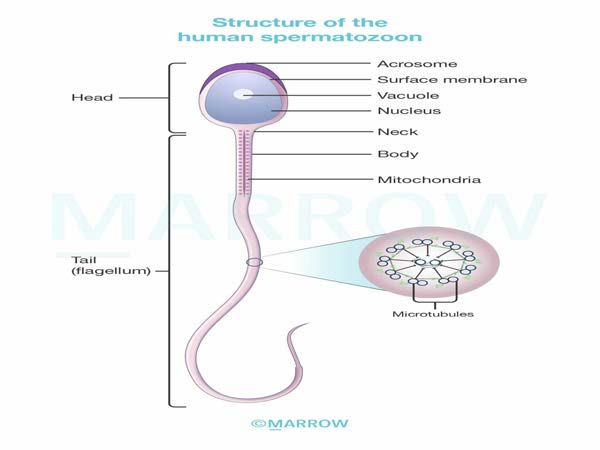 Structure of the
human spermatozoon
Acrosome
Surface membrane
Head
Vacuole
Nucleus
Neck
Body
Mitochondria
MARROW
Tail
(flagellum)
Microtubules
©MARROW